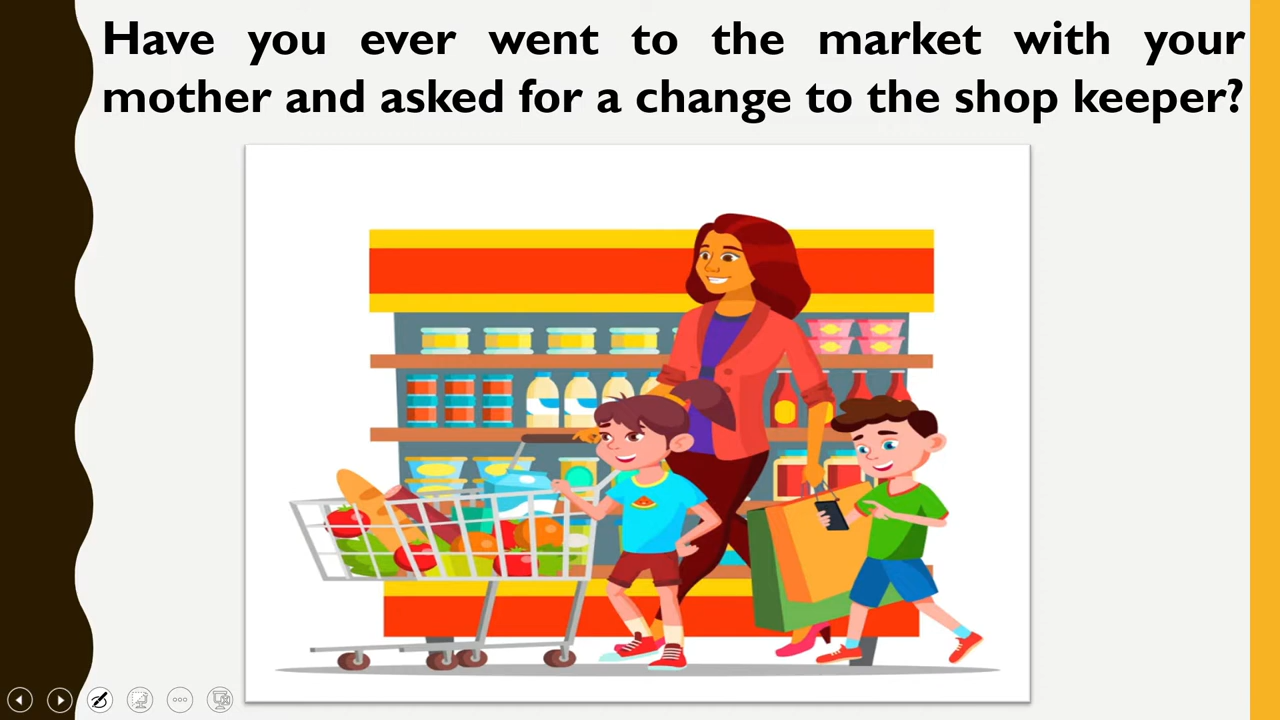 Have you ever went to the market with your
mother and asked for a change to the shop keeper?